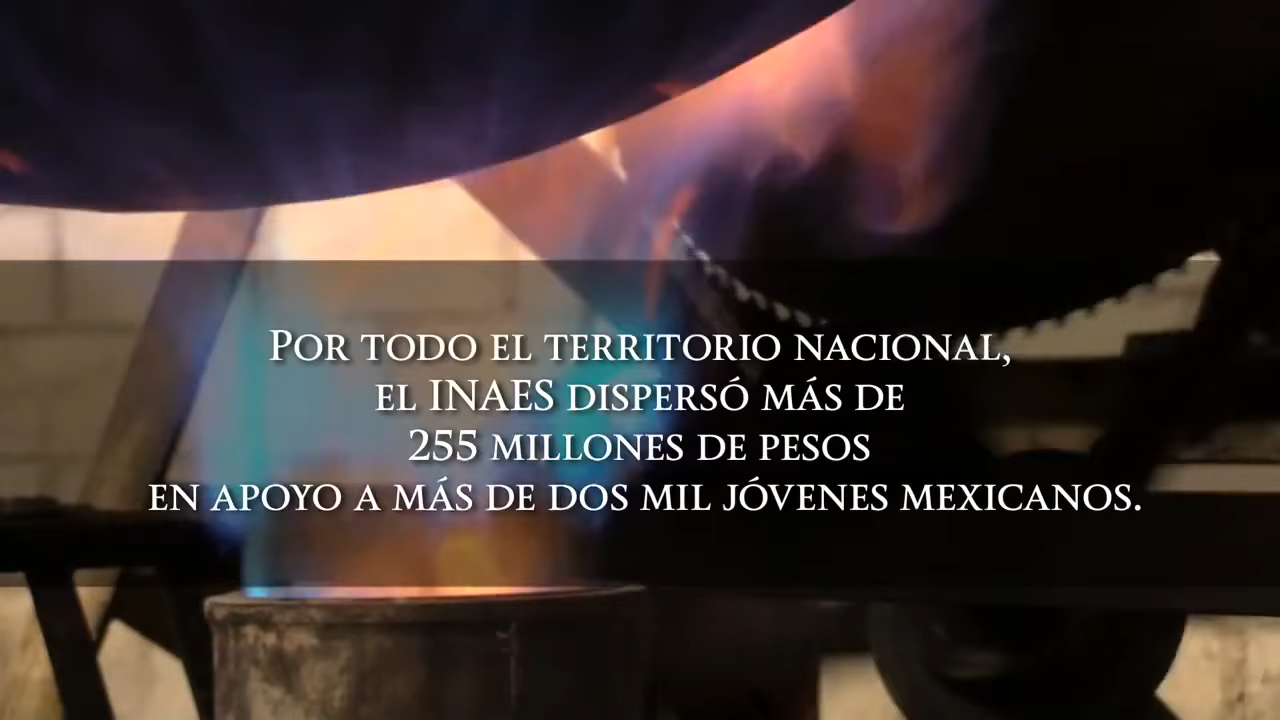 Por todo el territorio nacional,
el INAES dispersó más de
255 millones de pesos
en apoyo a más de dos mil jóvenes mexicanos.